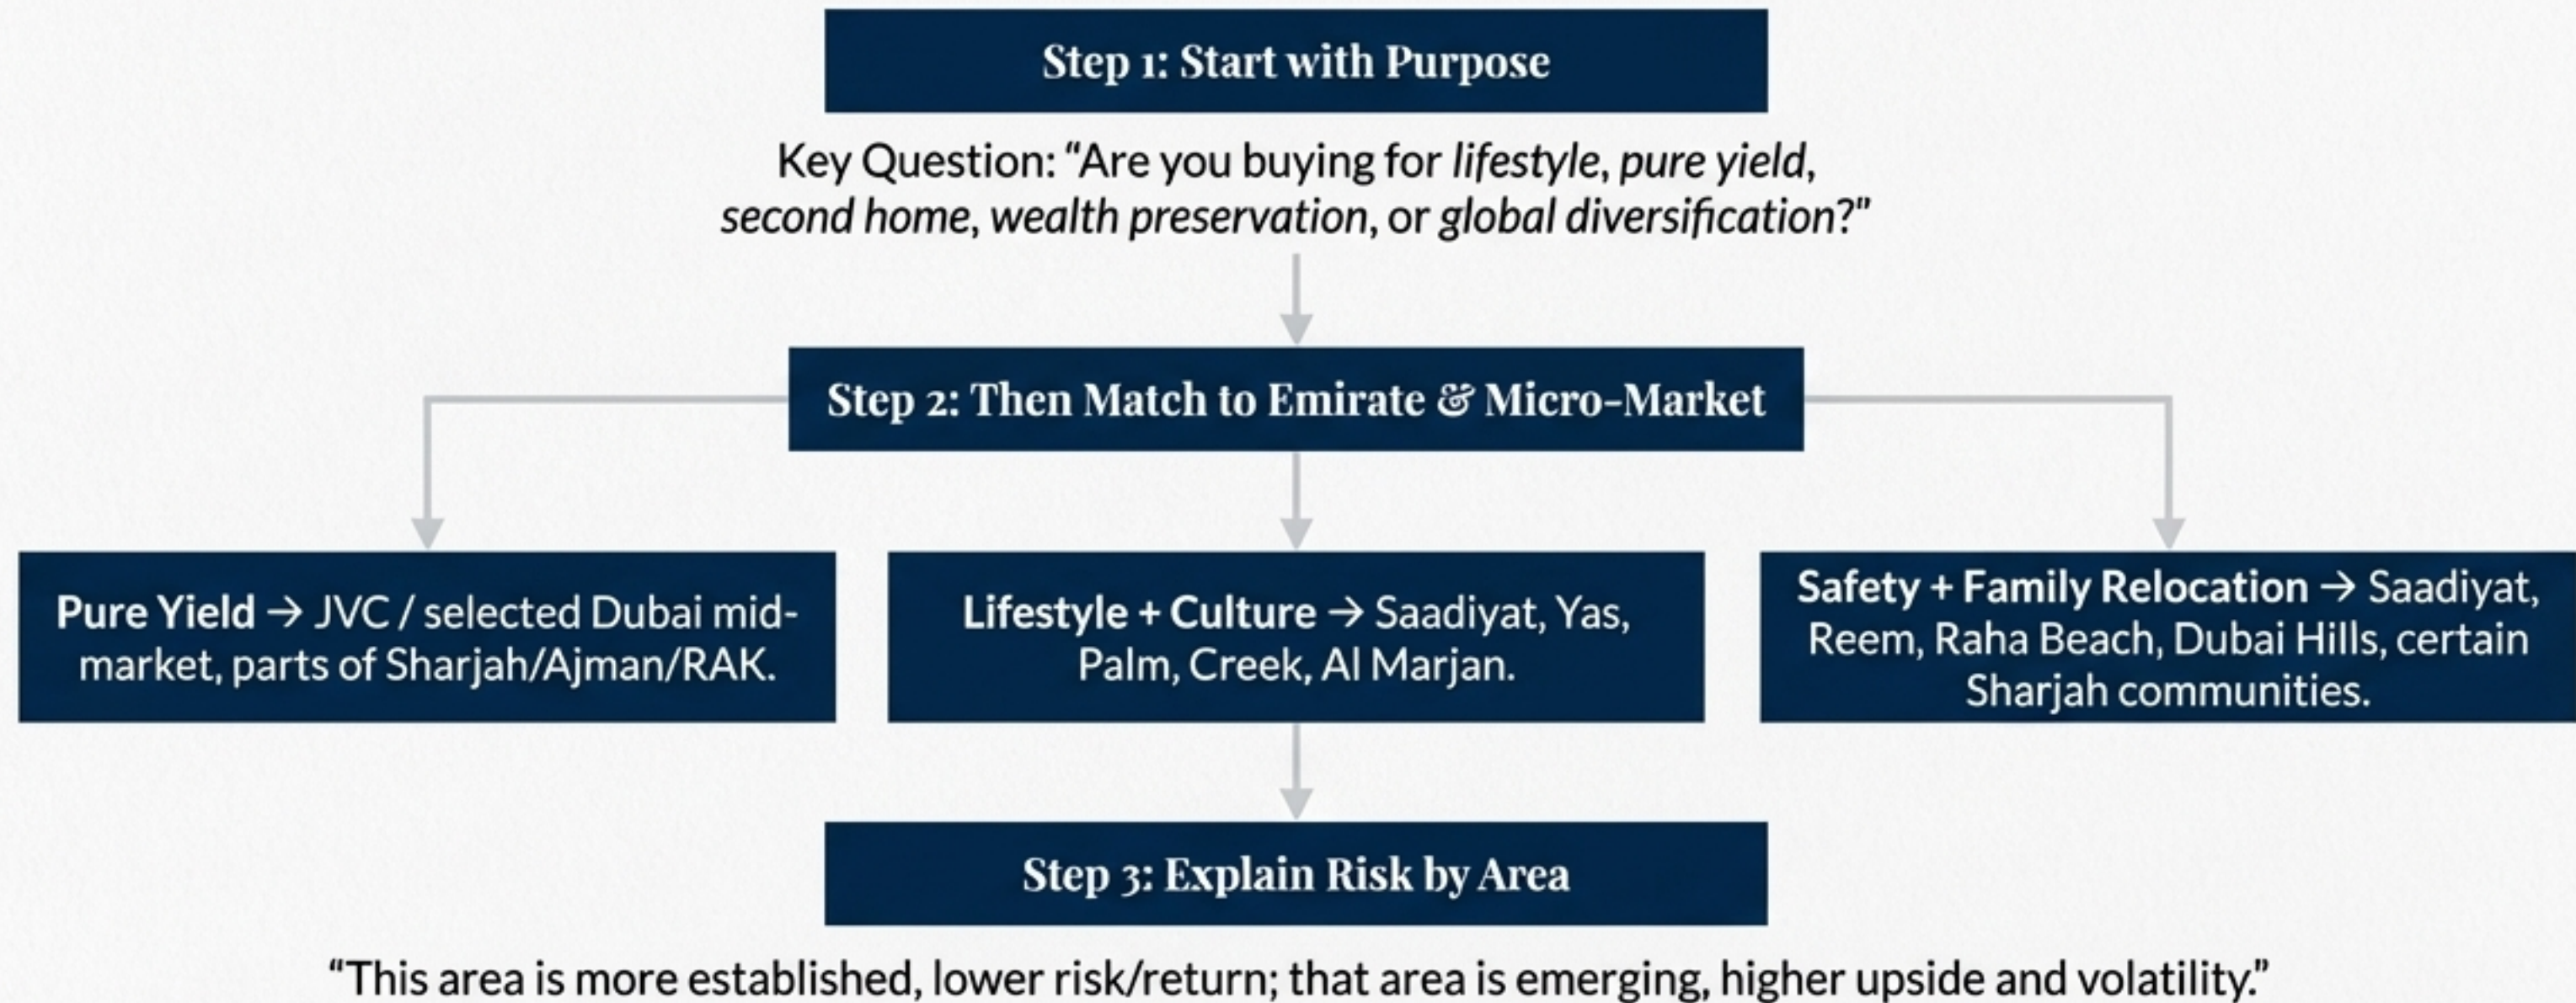 Step 1: Start with Purpose
Key Question: “Are you buying for lifestyle, pure yield,
second home, wealth preservation, or global diversification?”
Step 2: Then Match to Emirate & Micro-Market
Pure Yield → JVC / selected Dubai mid-
market, parts of Sharjah/Ajman/RAK.
Lifestyle + Culture → Saadiyat, Yas,
Palm, Creek, Al Marjan.
Safety + Family Relocation → Saadiyat,
Reem, Raha Beach, Dubai Hills, certain
Sharjah communities.
Step 3: Explain Risk by Area
“This area is more established, lower risk/return; that area is emerging, higher upside and volatility.”